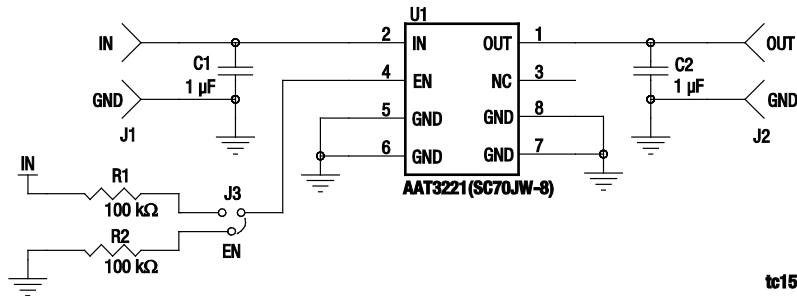 U1
IN 2 IN OUT 1 OUT
C1 C2
1 µF 4 EN NC 3 1 µF
GND 5 GND GND 8 GND
J1 J2
6 GND GND 7
AAT3221(SC70JW-8)
IN
R1
100 kΩ
J3
R2
100 kΩ
EN
tc15